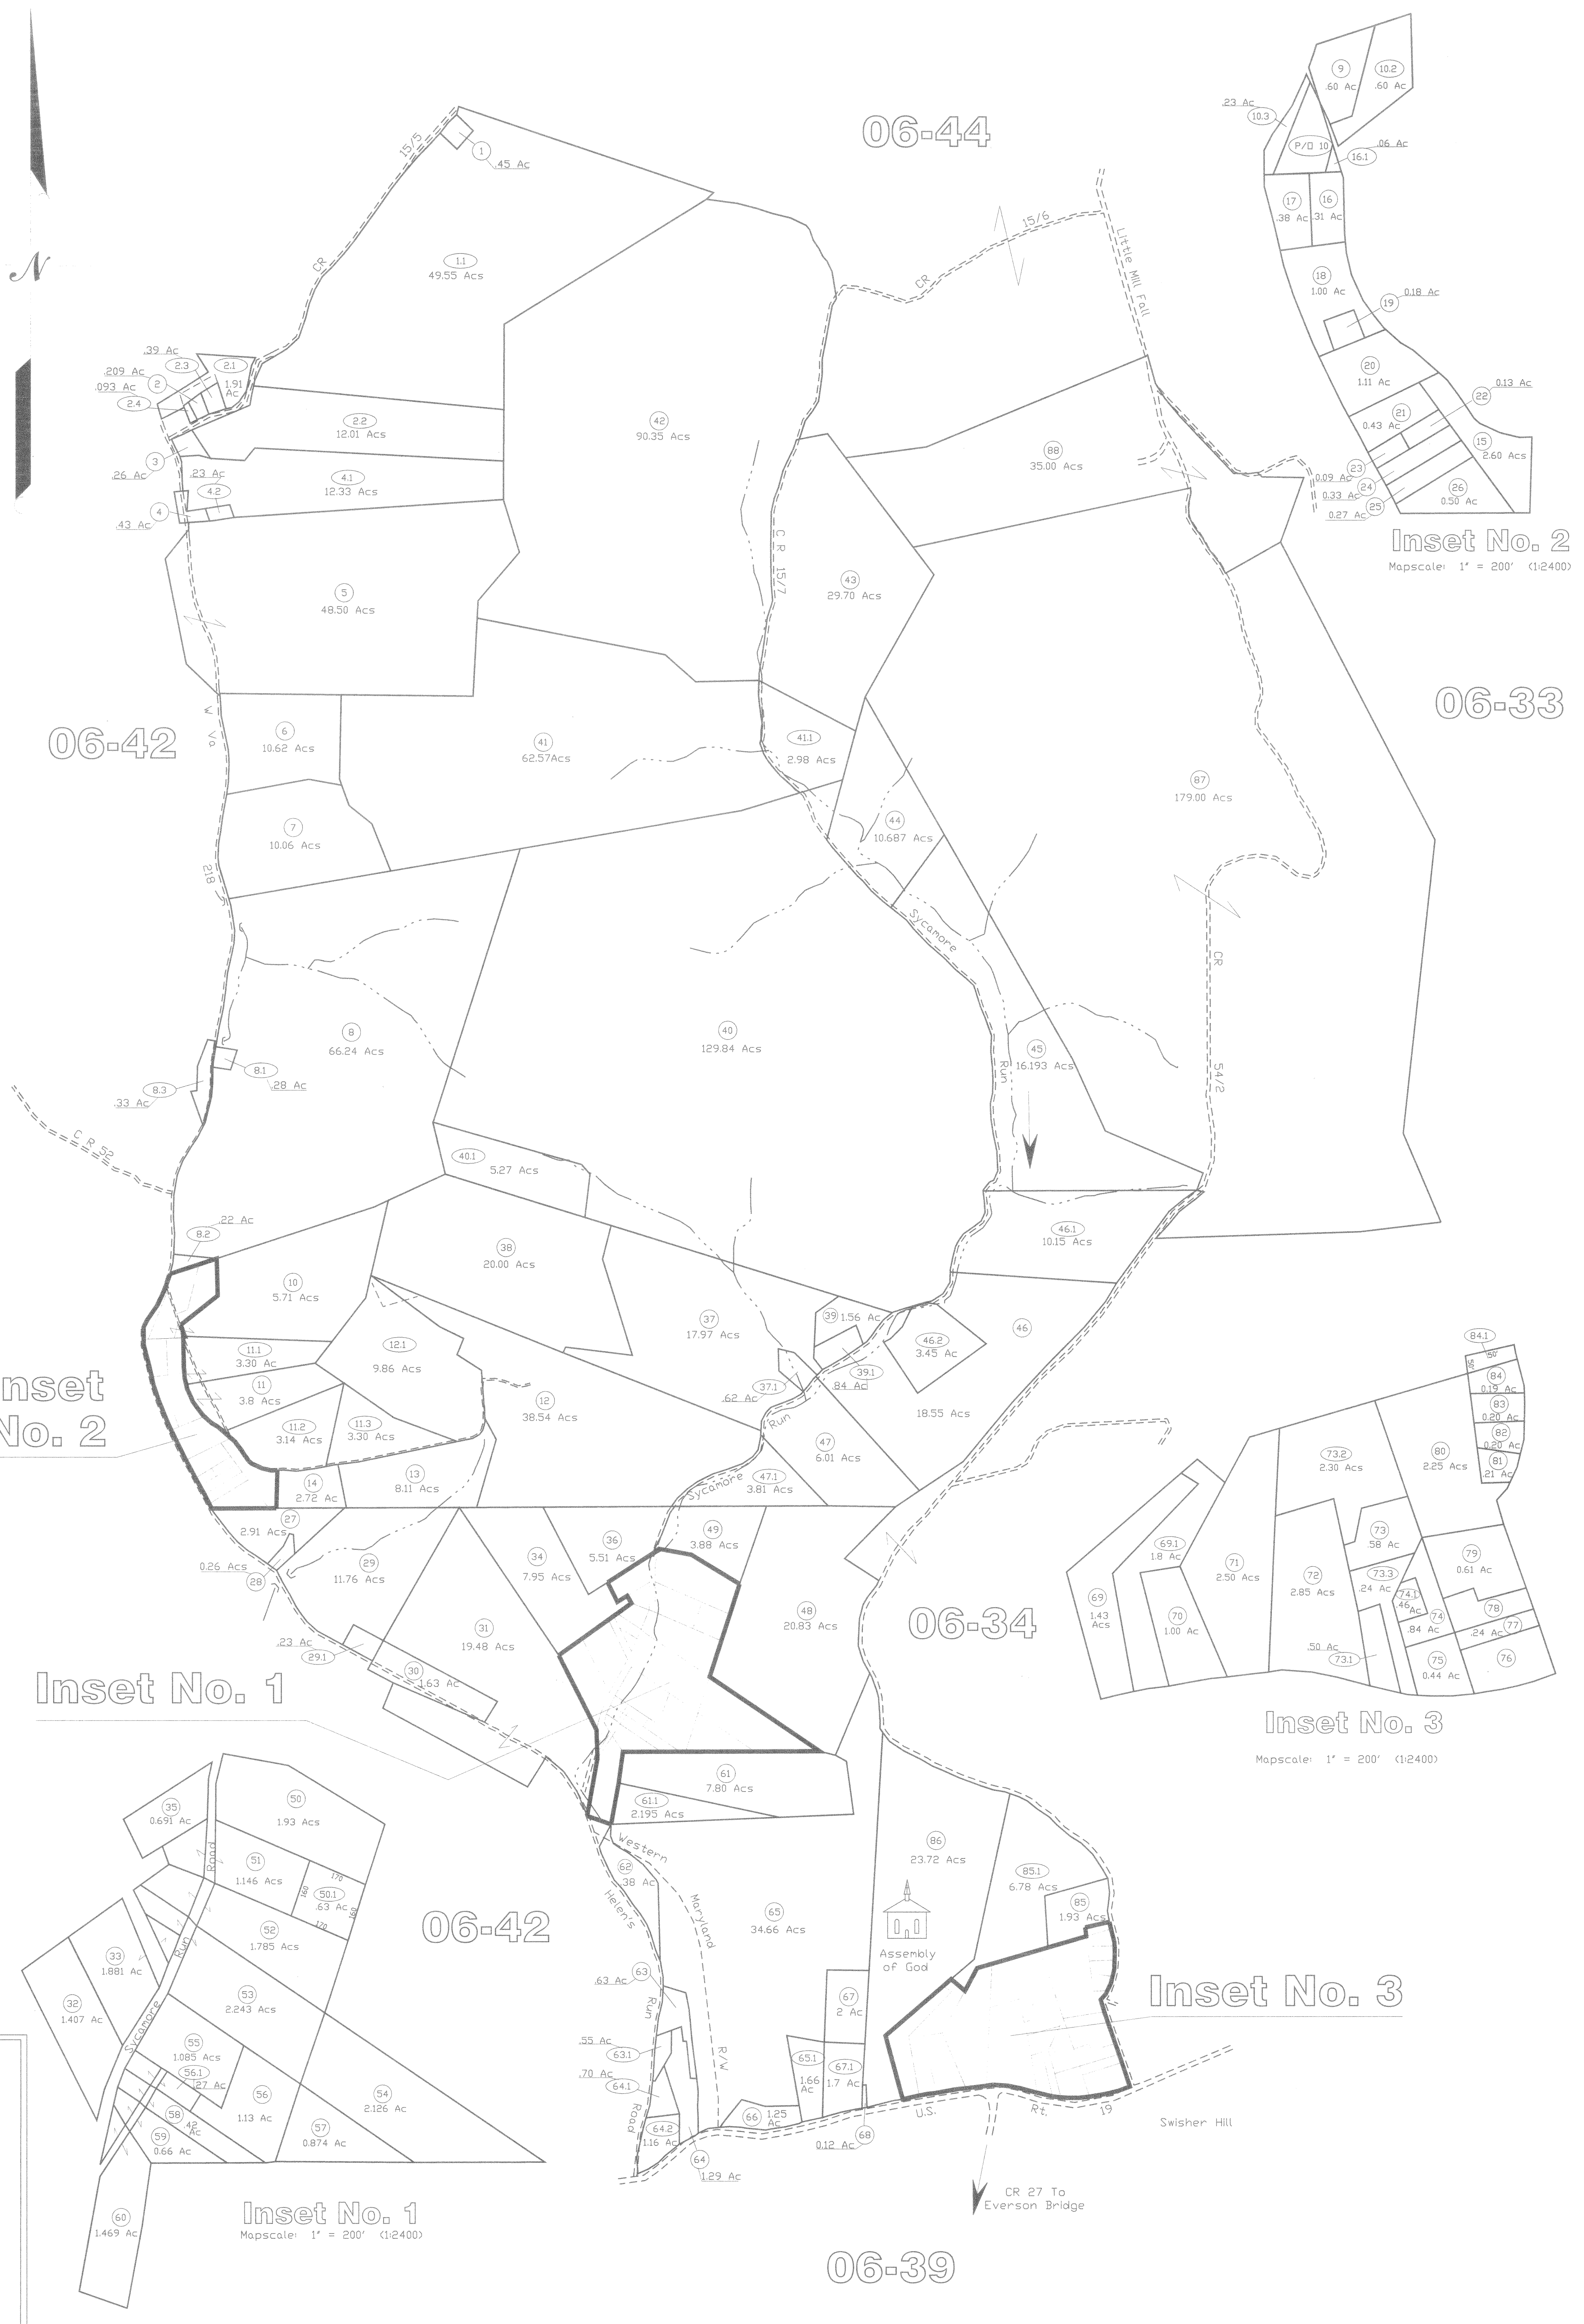 06-44
15/5
1
.45 Ac
CR
1.1
49.55 Acs
N
15/6
CR
Little Mill Fall
9
.60 Ac
10.2
.60 Ac
.23 Ac
10.3
P/O 10
.06 Ac
16.1
17
.38 Ac
16
.31 Ac
18
1.00 Ac
19
0.18 Ac
20
1.11 Ac
0.13 Ac
22
21
0.43 Ac
15
2.60 Acs
23
0.09 Ac
24
0.33 Ac
25
0.27 Ac
26
0.50 Ac
Inset No. 2
Mapscale: 1" = 200' (1:2400)
.39 Ac
2.3
2.1
1.91
Ac
.209 Ac
2
.093 Ac
2.4
2.2
12.01 Acs
3
.26 Ac
.23 Ac
4.2
4.1
12.33 Acs
4
.43 Ac
42
90.35 Acs
88
35.00 Acs
5
48.50 Acs
C R 15/7
43
29.70 Acs
06-33
06-42
W Va
218
6
10.62 Acs
41
62.57Acs
41.1
2.98 Acs
87
179.00 Acs
7
10.06 Acs
44
10.687 Acs
Sycamore
Run
CR
54/2
8
66.24 Acs
40
129.84 Acs
45
16.193 Acs
8.1
.28 Ac
8.3
.33 Ac
C R 52
40.1
5.27 Acs
.22 Ac
8.2
38
20.00 Acs
46.1
10.15 Acs
10
5.71 Acs
37
17.97 Acs
39
1.56 Ac
46
18.55 Acs
46.2
3.45 Ac
39.1
.84 Ac
37.1
.62 Ac
11.1
3.30 Ac
12.1
9.86 Acs
11
3.8 Acs
12
38.54 Acs
11.2
3.14 Acs
11.3
3.30 Acs
Inset
No. 2
Run
Sycamore
47
6.01 Acs
47.1
3.81 Acs
14
2.72 Ac
13
8.11 Acs
27
2.91 Acs
0.26 Acs
28
29
11.76 Acs
34
7.95 Acs
36
5.51 Acs
49
3.88 Acs
48
20.83 Acs
31
19.48 Acs
.23 Ac
29.1
30
1.63 Ac
06-34
Inset No. 1
84.1
50'
50'
84
0.19 Ac
83
0.20 Ac
82
0.20 Ac
81
.21 Ac
80
2.25 Acs
73.2
2.30 Acs
73
.58 Ac
73.3
.24 Ac
74.1
.46
Ac
74
.84 Ac
79
0.61 Ac
78
.24 Ac
77
76
75
0.44 Ac
.50 Ac
73.1
72
2.85 Acs
71
2.50 Acs
69.1
1.8 Ac
70
1.00 Ac
69
1.43
Acs
Inset No. 3
Mapscale: 1" = 200' (1:2400)
61
7.80 Acs
61.1
2.195 Acs
Western
Maryland
R/W
62
.38 Ac
Helen's
Run
Road
65
34.66 Acs
86
23.72 Acs
85.1
6.78 Acs
85
1.93 Acs
Assembly
of God
Inset No. 3
63
.63 Ac
.55 Ac
63.1
.70 Ac
64.1
64.2
1.16 Ac
64
1.29 Ac
66
1.25
Ac
65.1
1.66
Ac
67
2 Ac
67.1
1.7 Ac
68
0.12 Ac
U.S.
Rt.
19
Swisher Hill
CR 27 To
Everson Bridge
06-42
35
0.691 Ac
50
1.93 Acs
51
1.146 Acs
170
160
50.1
.63 Ac
160
170
52
1.785 Acs
Road
Run
Sycamore
33
1.881 Ac
32
1.407 Ac
53
2.243 Acs
55
1.085 Acs
56.1
.27 Ac
56
1.13 Ac
54
2.126 Ac
57
0.874 Ac
58
.42
Ac
59
0.66 Ac
60
1.469 Ac
Inset No. 1
Mapscale: 1" = 200' (1:2400)
06-39